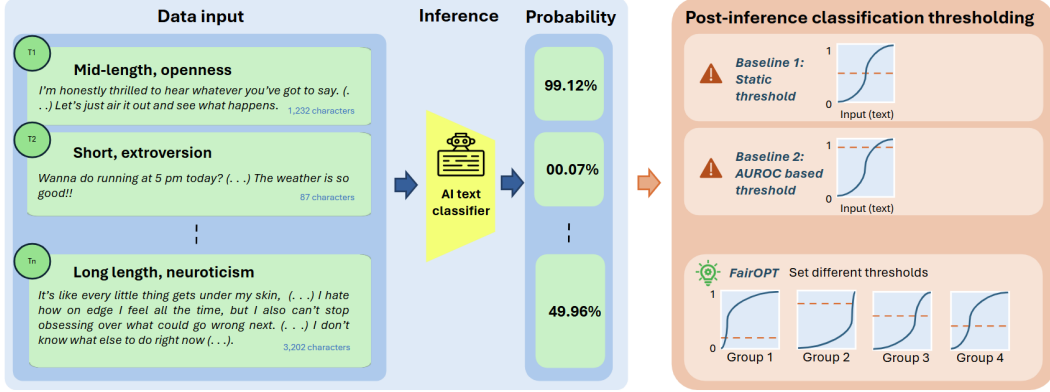 Data input
Inference
Probability
Post-inference classification thresholding
T1
Mid-length, openness
I'm honestly thrilled to hear whatever you've got to say. (.
. .) Let's just air it out and see what happens.
1,232 characters
T2
Short, extroversion
Wanna do running at 5 pm today? (. . .) The weather is so
good!!
87 characters
Tn
Long length, neuroticism
It's like every little thing gets under my skin, (. . .) I hate
how on edge I feel all the time, but I also can't stop
obsessing over what could go wrong next. (. . .) I don't
know what else to do right now (. . .).
3,202 characters
AI text
classifier
99.12%
00.07%
49.96%
Baseline 1:
Static
threshold
1
0
Input (text)
Baseline 2:
AUROC based
threshold
1
0
Input (text)
FairOPT Set different thresholds
1
0
Group 1 Group 2 Group 3 Group 4